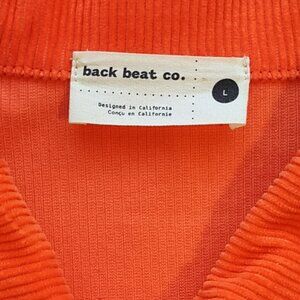 back beat co.
L
Designed in California
Conçu en Californie